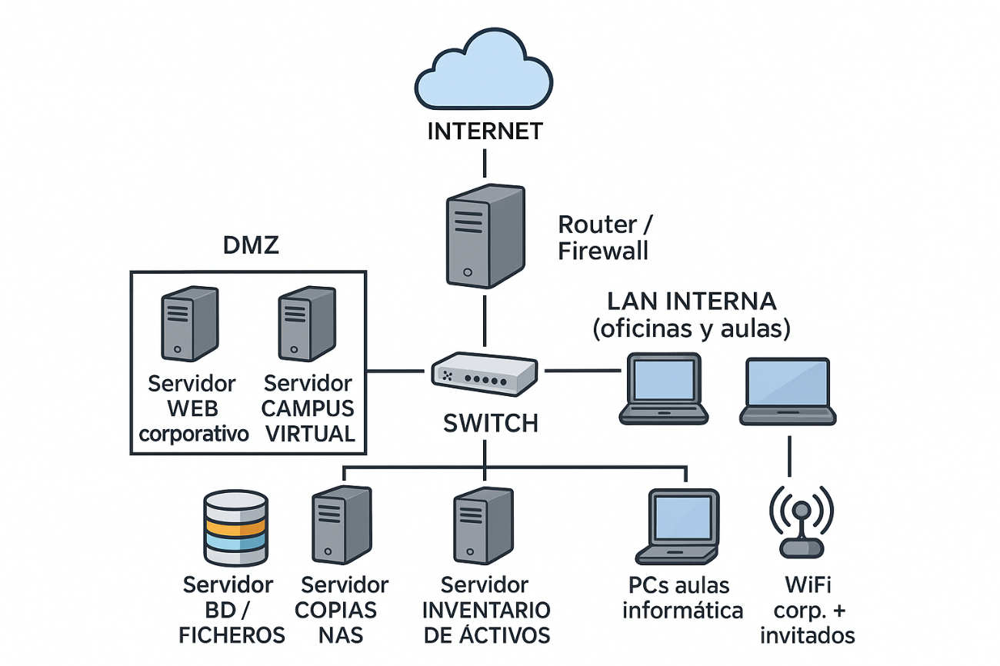 INTERNET
Router /
Firewall
DMZ
LAN INTERNA
(oficinas y aulas)
Servidor
WEB
corporativo
Servidor
CAMPUS
VIRTUAL
SWITCH
Servidor
BD /
FICHEROS
Servidor
COPIAS
NAS
Servidor
INVENTARIO
DE ÁCTIVOS
PCs aulas
informática
WiFi
corp. +
invitados